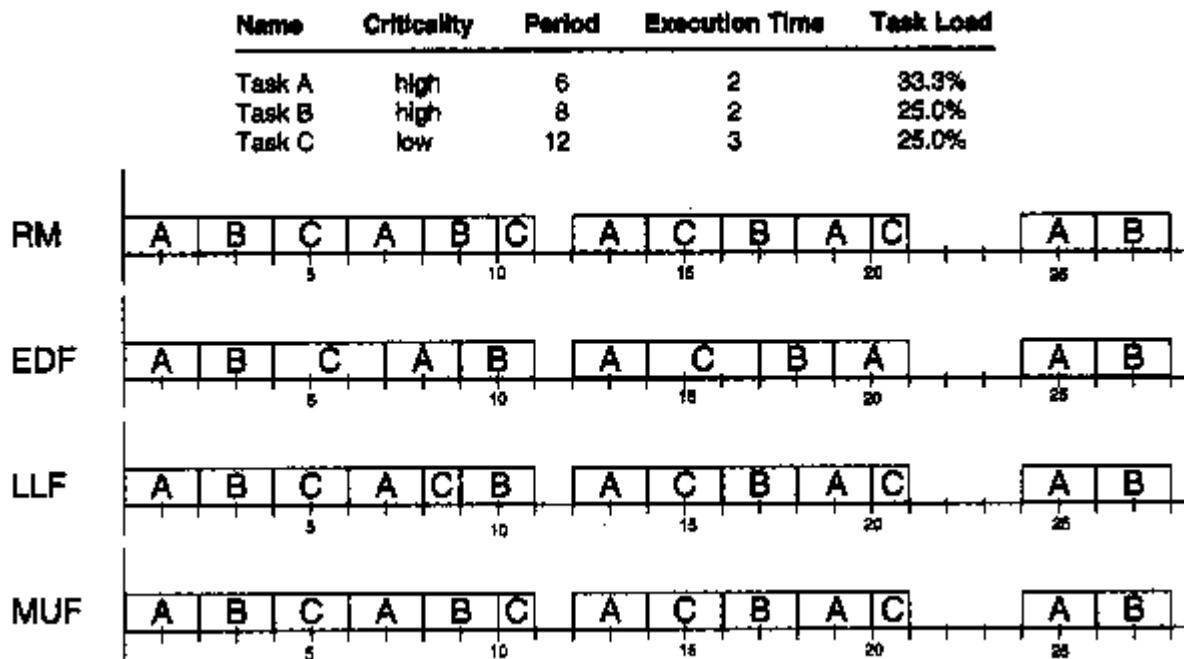 Name Criticality Period Execution Time Task Load
Task A high 6 2 33.3%
Task B high 8 2 25.0%
Task C low 12 3 25.0%
RM A B C A B C A C B A C A B
5 10 15 20 25
EDF A B C A B A C B A A B
5 10 15 20 25
LLF A B C A C B A C B A C A B
5 10 15 20 25
MUF A B C A B C A C B A C A B
5 10 15 20 25